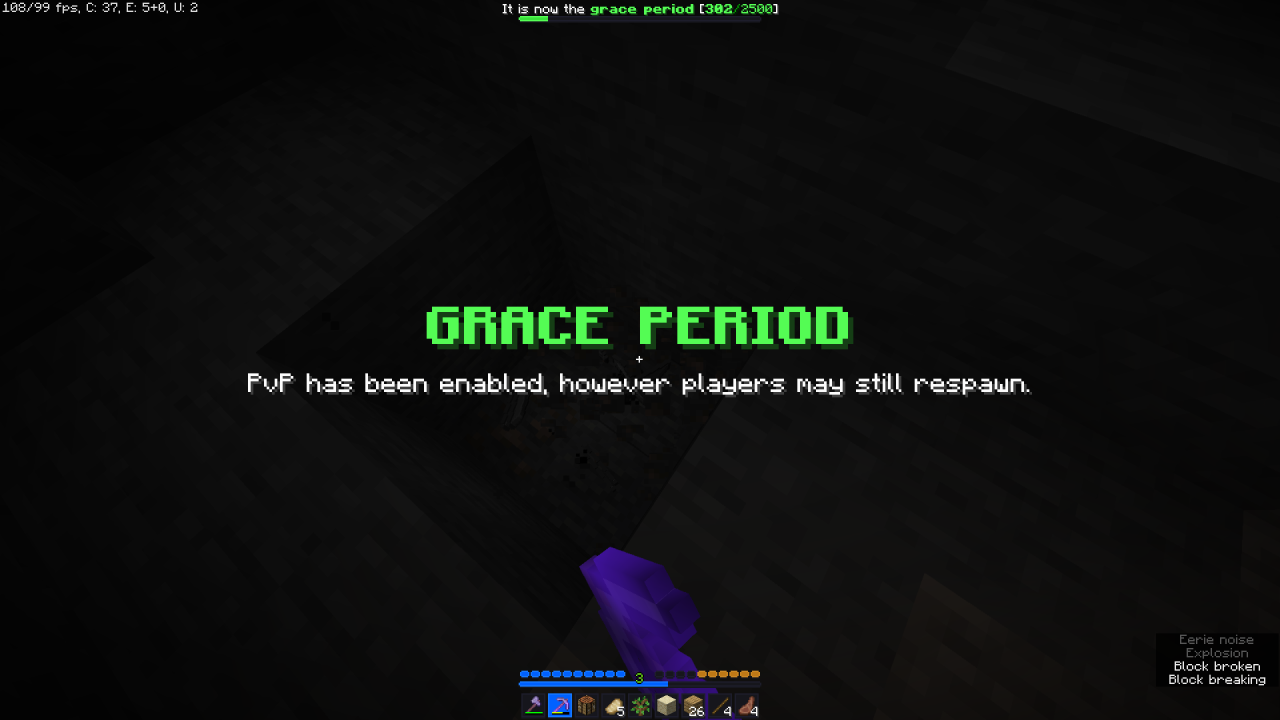 108/99 fps, C: 37, E: 5+0, U: 2
It is now the grace period [302/2500]
GRACE PERIOD
PvP has been enabled, however players may still respawn.
Eerie noise
Explosion
Block broken
Block breaking
3
5
26
4
4